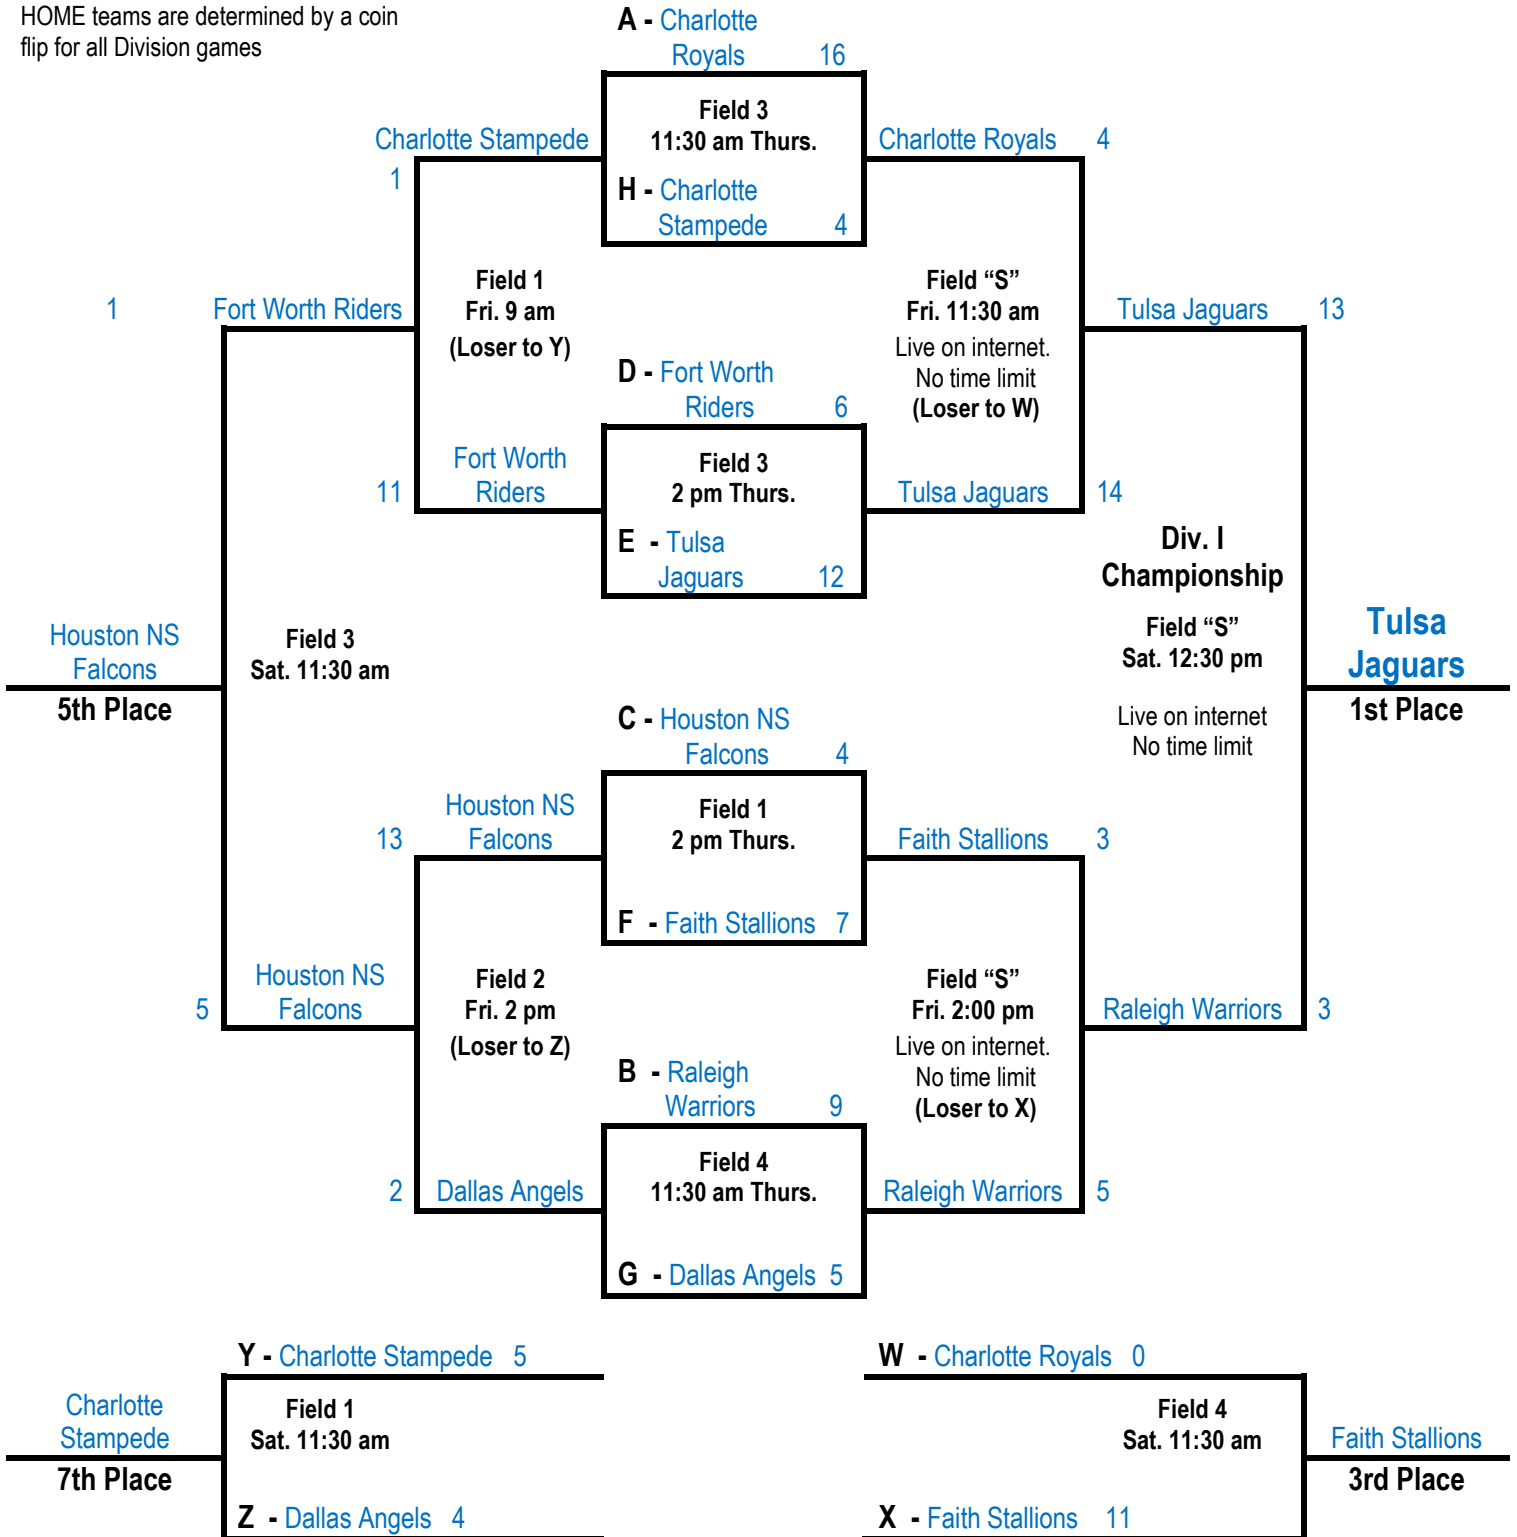 HOME teams are determined by a coin
flip for all Division games
A - Charlotte
Royals 16
Field 3
11:30 am Thurs.
Charlotte Stampede
1
Charlotte Royals 4
H - Charlotte
Stampede 4
Field 1
Fri. 9 am
(Loser to Y)
Field “S”
Fri. 11:30 am
Live on internet.
No time limit
(Loser to W)
1 Fort Worth Riders
Tulsa Jaguars 13
D - Fort Worth
Riders 6
Field 3
2 pm Thurs.
Fort Worth
11 Riders
Tulsa Jaguars 14
E - Tulsa
Jaguars 12
Div. I
Championship
Field “S”
Sat. 12:30 pm
Live on internet
No time limit
Tulsa
Jaguars
1st Place
Houston NS
Falcons
5th Place
Field 3
Sat. 11:30 am
C - Houston NS
Falcons 4
Field 1
2 pm Thurs.
Houston NS
13 Falcons
Faith Stallions 3
F - Faith Stallions 7
Houston NS
5 Falcons
Field 2
Fri. 2 pm
(Loser to Z)
Field “S”
Fri. 2:00 pm
Live on internet.
No time limit
(Loser to X)
Raleigh Warriors 3
B - Raleigh
Warriors 9
Field 4
11:30 am Thurs.
2 Dallas Angels
Raleigh Warriors 5
G - Dallas Angels 5
Y - Charlotte Stampede 5
Field 1
Sat. 11:30 am
Charlotte
Stampede
7th Place
Z - Dallas Angels 4
W - Charlotte Royals 0
Field 4
Sat. 11:30 am
Faith Stallions
3rd Place
X - Faith Stallions 11